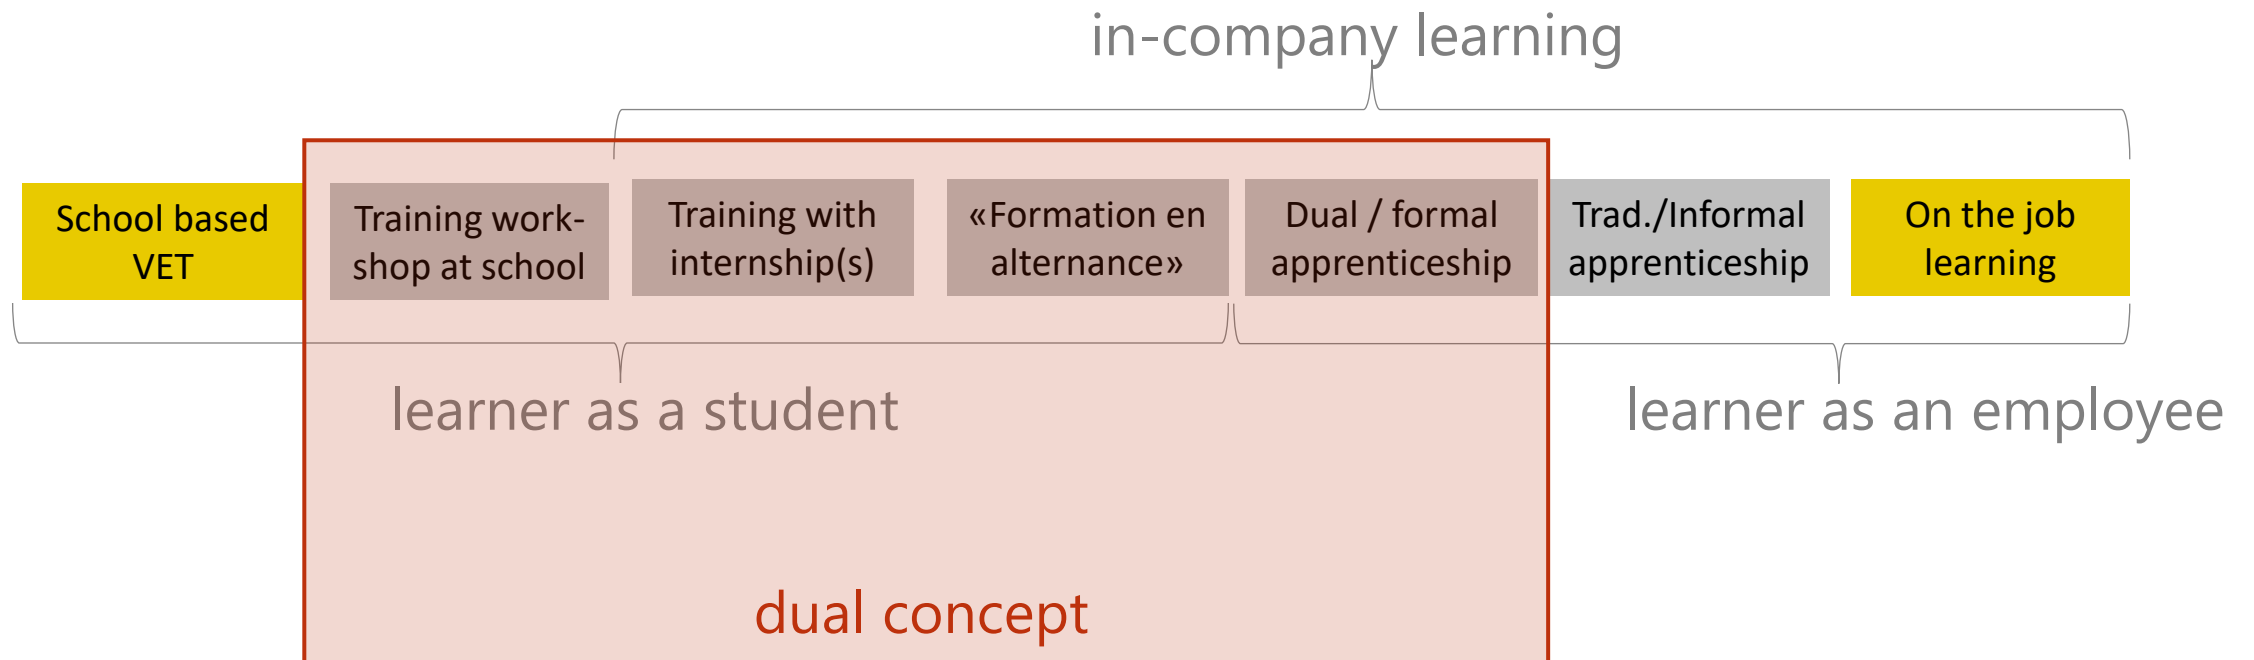 in-company learning
School based
VET
Training work-
shop at school
Training with
internship(s)
«Formation en
alternance»
Dual / formal
apprenticeship
Trad./Informal
apprenticeship
On the job
learning
learner as a student
learner as an employee
dual concept